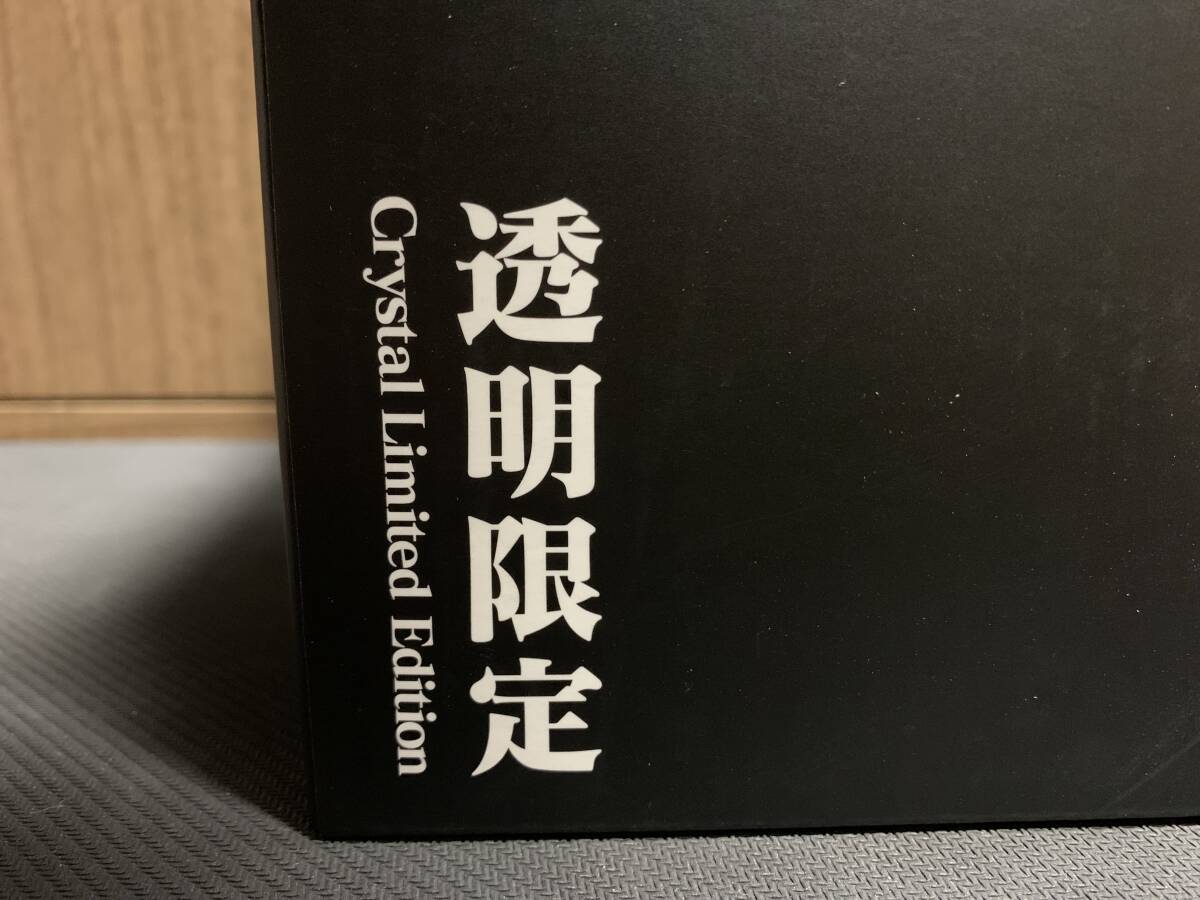 透明限定
Crystal Limited Edition